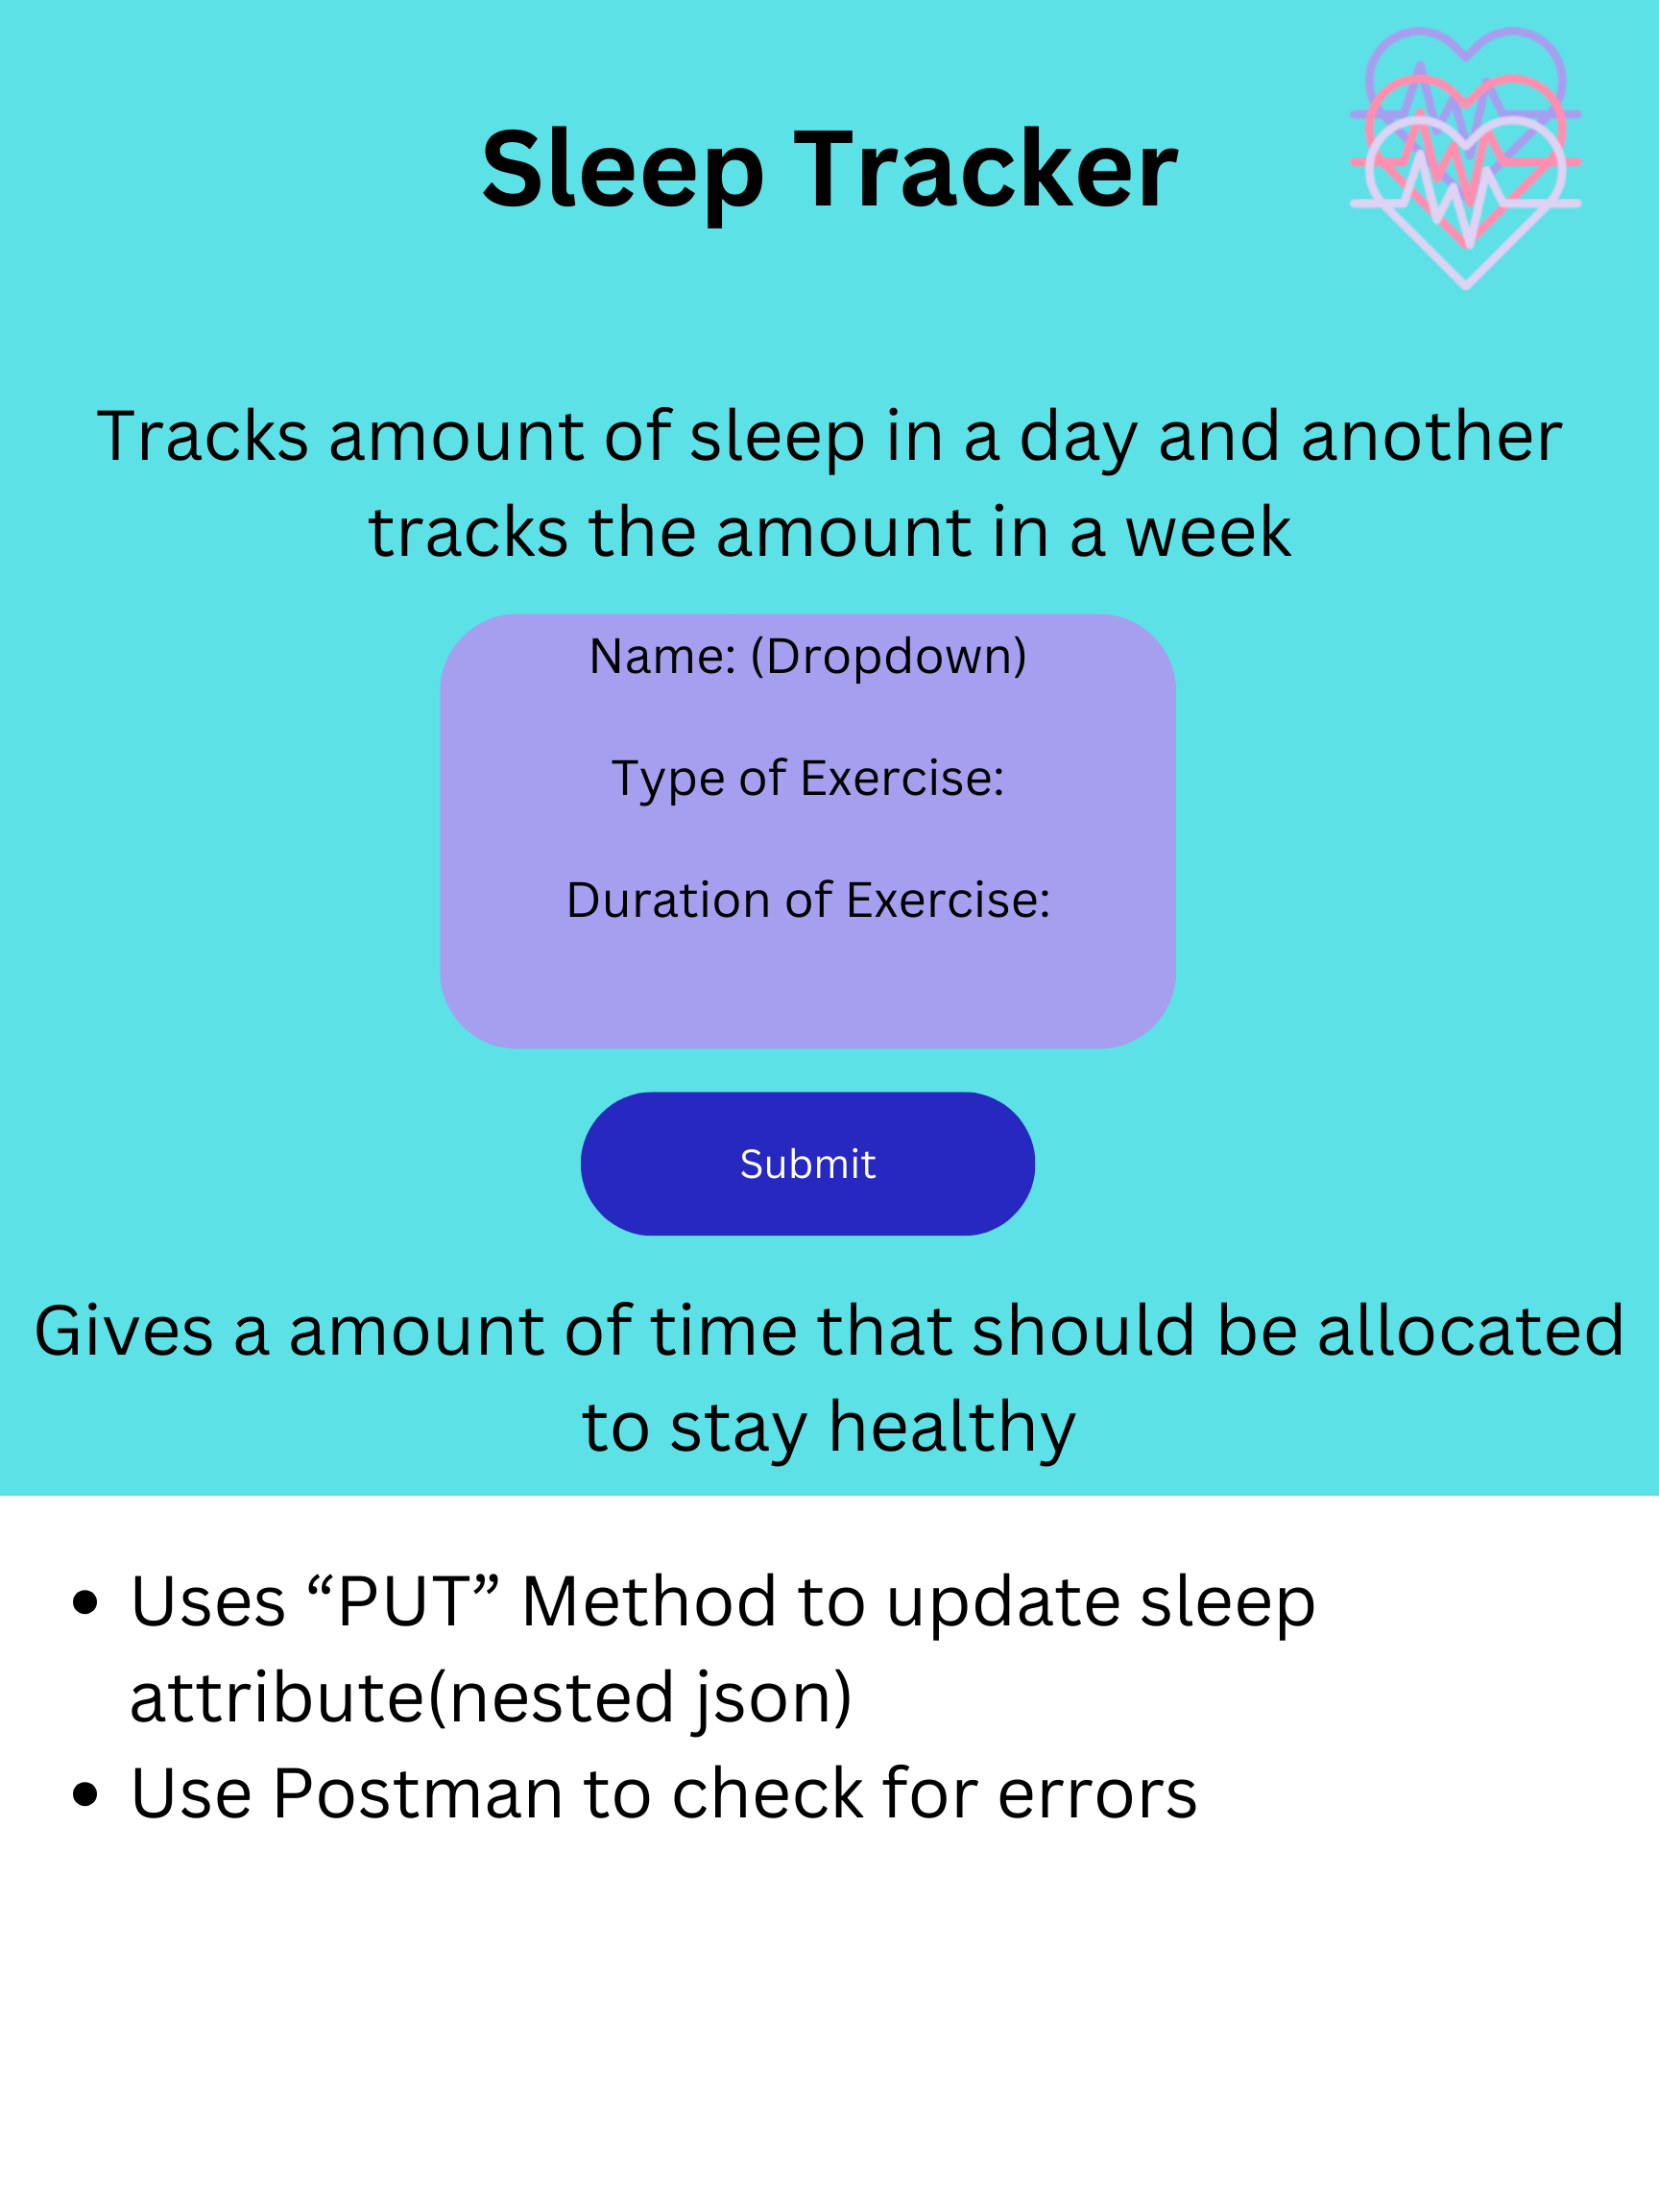 Sleep Tracker
Tracks amount of sleep in a day and another
tracks the amount in a week
Name: (Dropdown)
Type of Exercise:
Duration of Exercise:
Submit
Gives a amount of time that should be allocated
to stay healthy
• Uses “PUT” Method to update sleep
attribute(nested json)
• Use Postman to check for errors